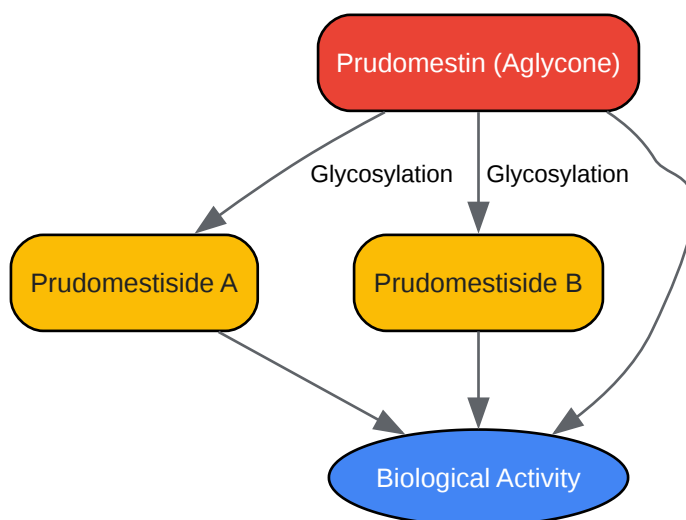 Prudomestin (Aglycone)
Glycosylation
Glycosylation
Prudomestiside A
Prudomestiside B
Biological Activity